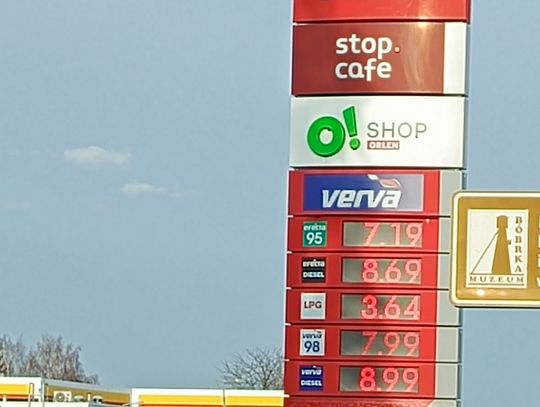 stop.
cafe
O! SHOP
ORLEN
verva
efecta
95
7.19
efecta
DIESEL
8.69
LPG
3.64
verva
98
7.99
verva
DIESEL
8.99
BÓBRKA
MUZEUM